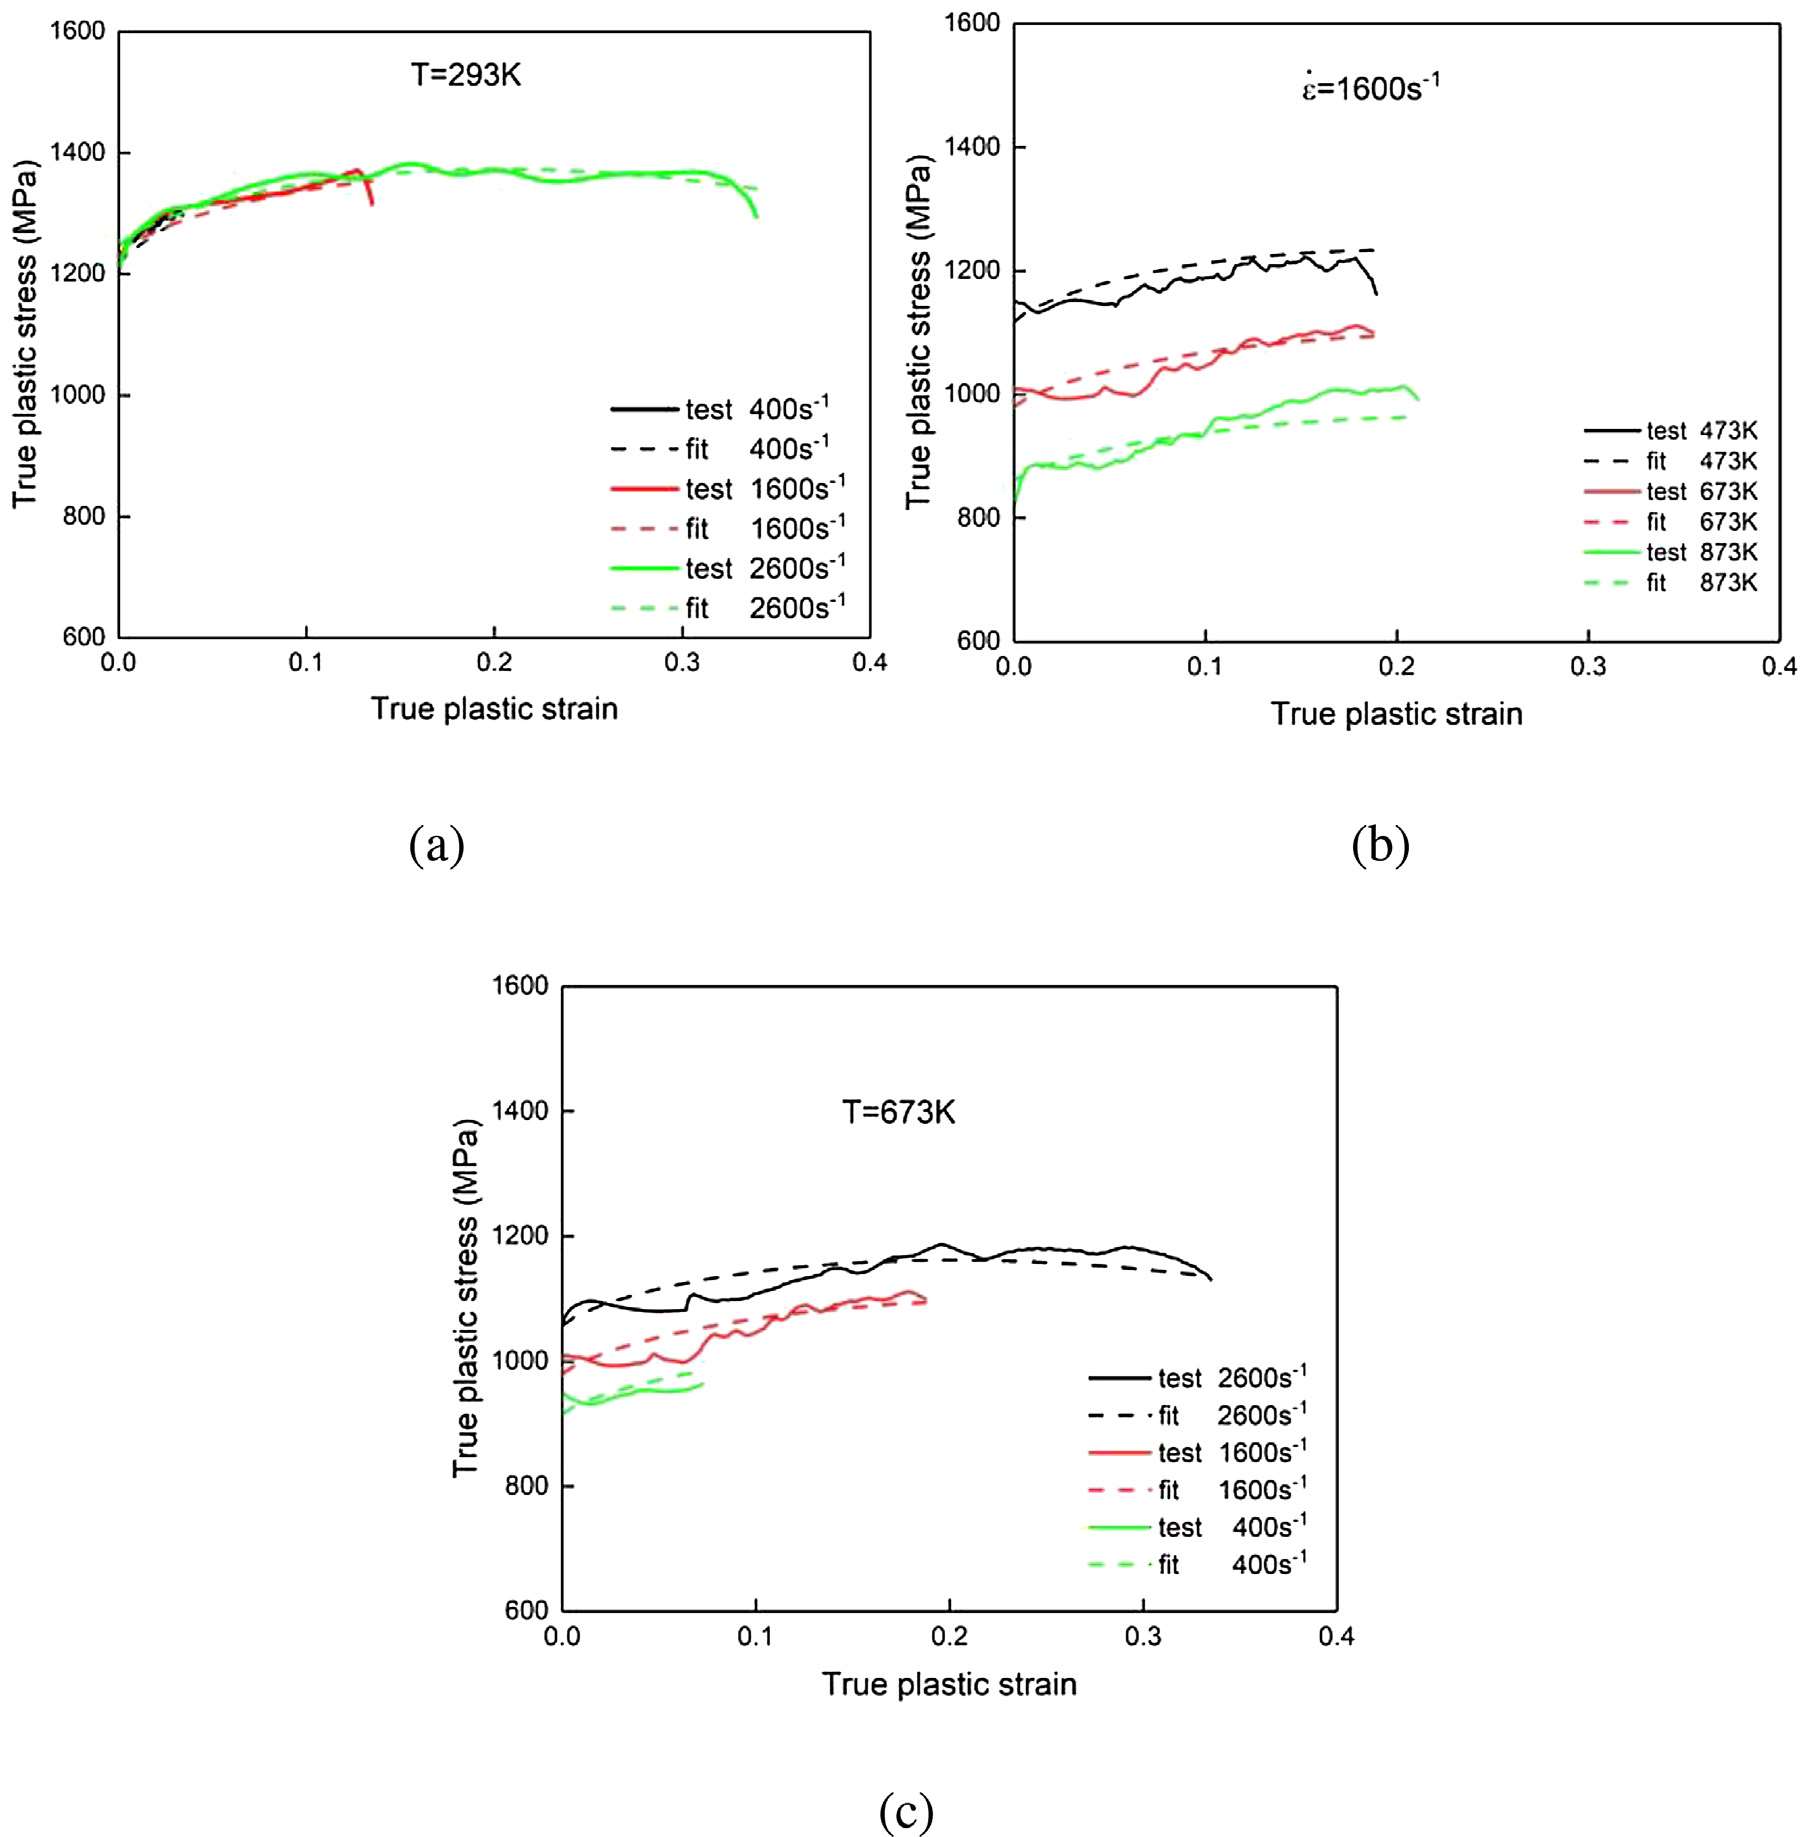 1600
1400
1200
1000
800
600
0.0 0.1 0.2 0.3 0.4
True plastic stress (MPa)
True plastic strain
T=293K
test 400s⁻¹
fit 400s⁻¹
test 1600s⁻¹
fit 1600s⁻¹
test 2600s⁻¹
fit 2600s⁻¹
(a)
1600
1400
1200
1000
800
600
0.0 0.1 0.2 0.3 0.4
True plastic stress (MPa)
True plastic strain
ε̇=1600s⁻¹
test 473K
fit 473K
test 673K
fit 673K
test 873K
fit 873K
(b)
1600
1400
1200
1000
800
600
0.0 0.1 0.2 0.3 0.4
True plastic stress (MPa)
True plastic strain
T=673K
test 2600s⁻¹
fit 2600s⁻¹
test 1600s⁻¹
fit 1600s⁻¹
test 400s⁻¹
fit 400s⁻¹
(c)